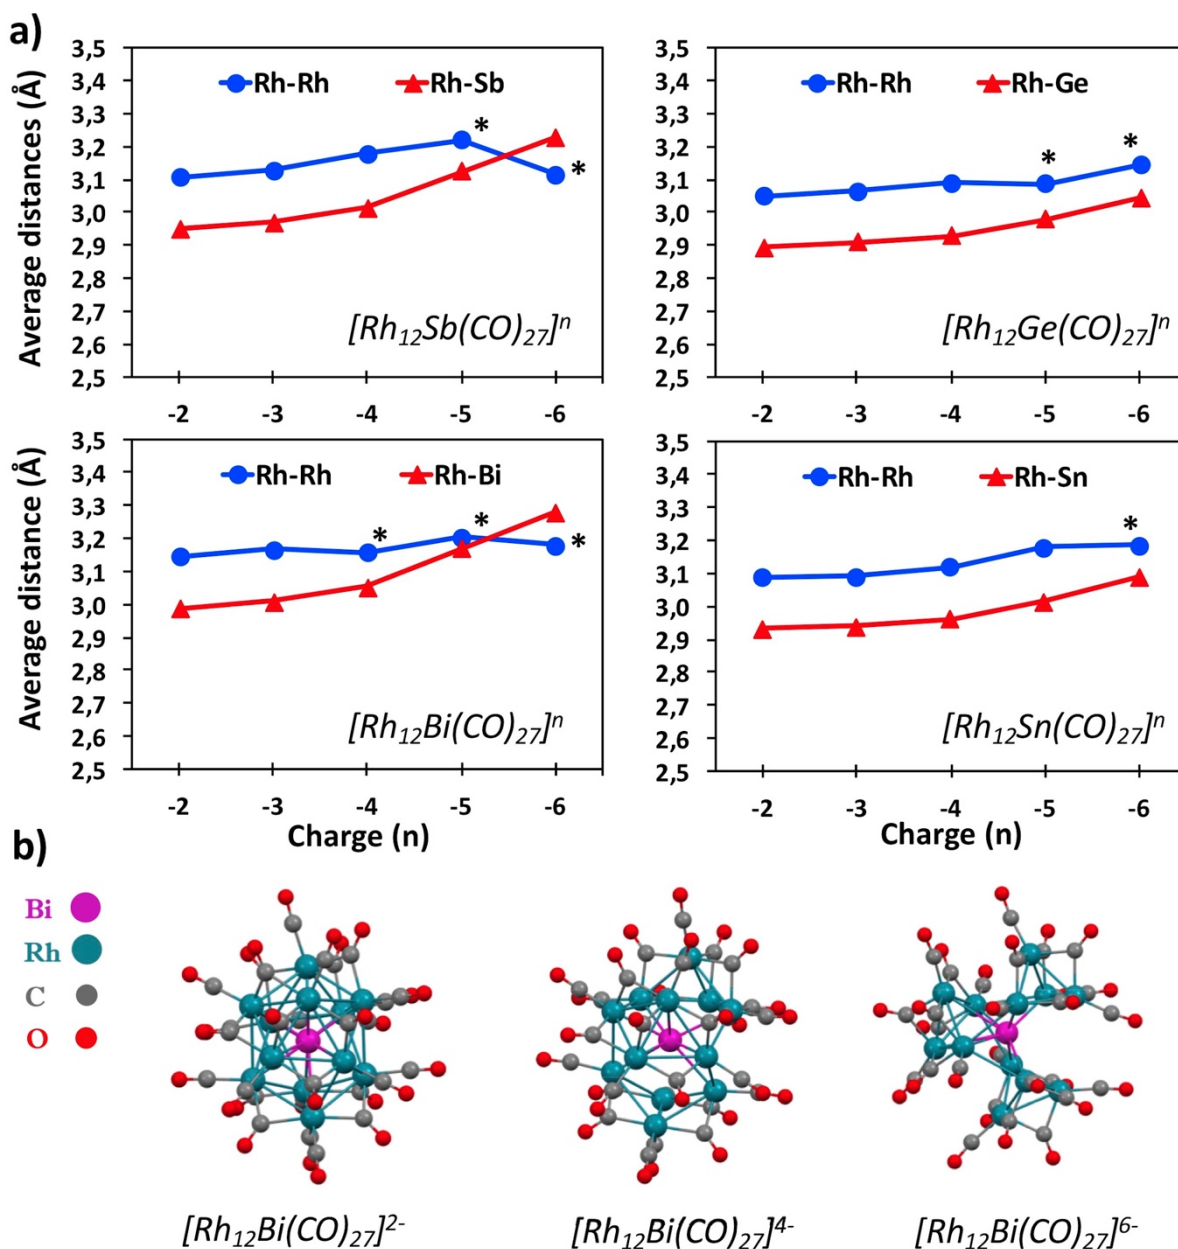 a)
Average distances (Å)
3,5
3,4
3,3
3,2
3,1
3,0
2,9
2,8
2,7
2,6
2,5
Rh-Rh Rh-Sb
*
*
[Rh₁₂Sb(CO)₂₇]ⁿ
-2 -3 -4 -5 -6
3,5
3,4
3,3
3,2
3,1
3,0
2,9
2,8
2,7
2,6
2,5
Rh-Rh Rh-Ge
*
*
[Rh₁₂Ge(CO)₂₇]ⁿ
-2 -3 -4 -5 -6
Average distance (Å)
3,5
3,4
3,3
3,2
3,1
3,0
2,9
2,8
2,7
2,6
2,5
Rh-Rh Rh-Bi
* * *
[Rh₁₂Bi(CO)₂₇]ⁿ
-2 -3 -4 -5 -6
Charge (n)
3,5
3,4
3,3
3,2
3,1
3,0
2,9
2,8
2,7
2,6
2,5
Rh-Rh Rh-Sn
*
[Rh₁₂Sn(CO)₂₇]ⁿ
-2 -3 -4 -5 -6
Charge (n)
b)
Bi
Rh
C
O
[Rh₁₂Bi(CO)₂₇]²⁻ [Rh₁₂Bi(CO)₂₇]⁴⁻ [Rh₁₂Bi(CO)₂₇]⁶⁻